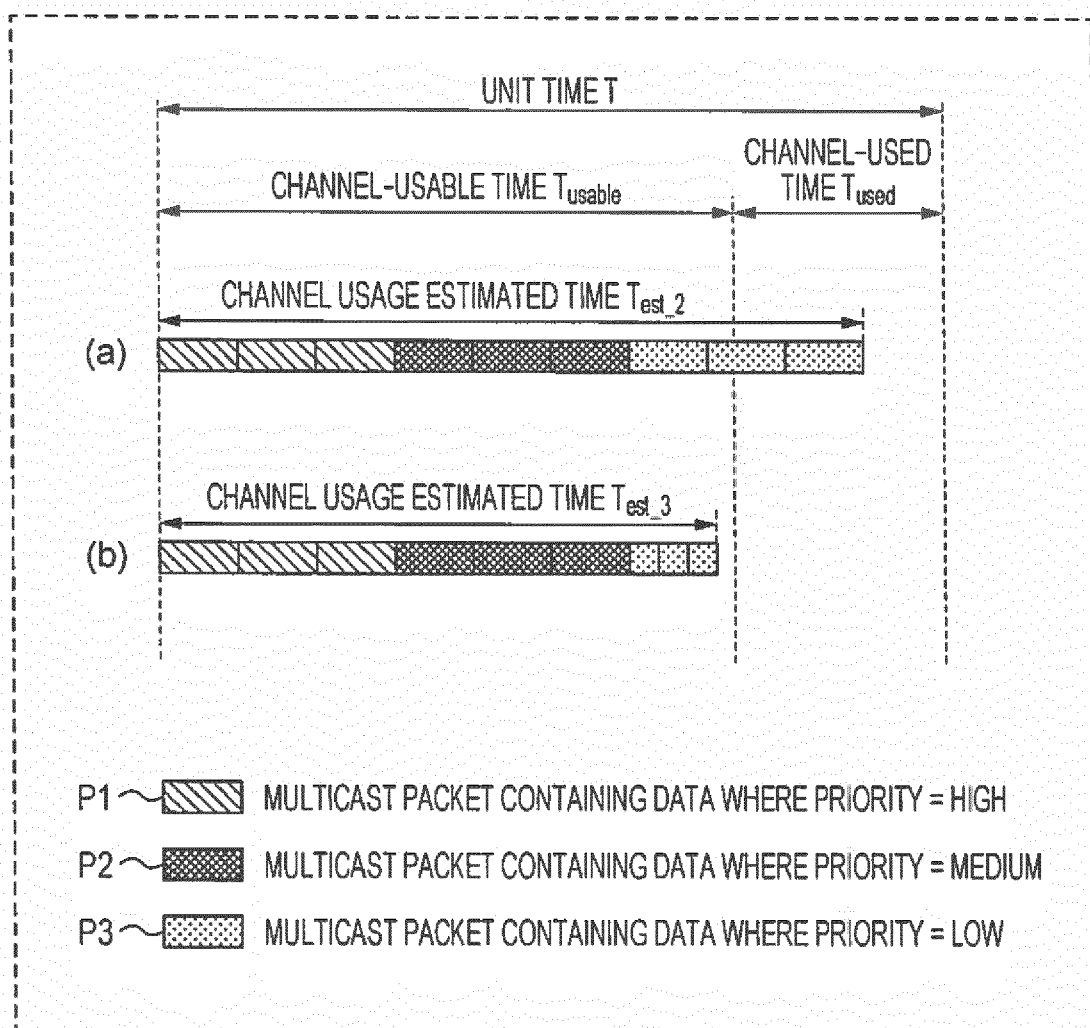 UNIT TIME T
CHANNEL-USED
TIME Tused
CHANNEL-USABLE TIME Tusable
CHANNEL USAGE ESTIMATED TIME Test_2
(a)
CHANNEL USAGE ESTIMATED TIME Test_3
(b)
P1 MULTICAST PACKET CONTAINING DATA WHERE PRIORITY = HIGH
P2 MULTICAST PACKET CONTAINING DATA WHERE PRIORITY = MEDIUM
P3 MULTICAST PACKET CONTAINING DATA WHERE PRIORITY = LOW